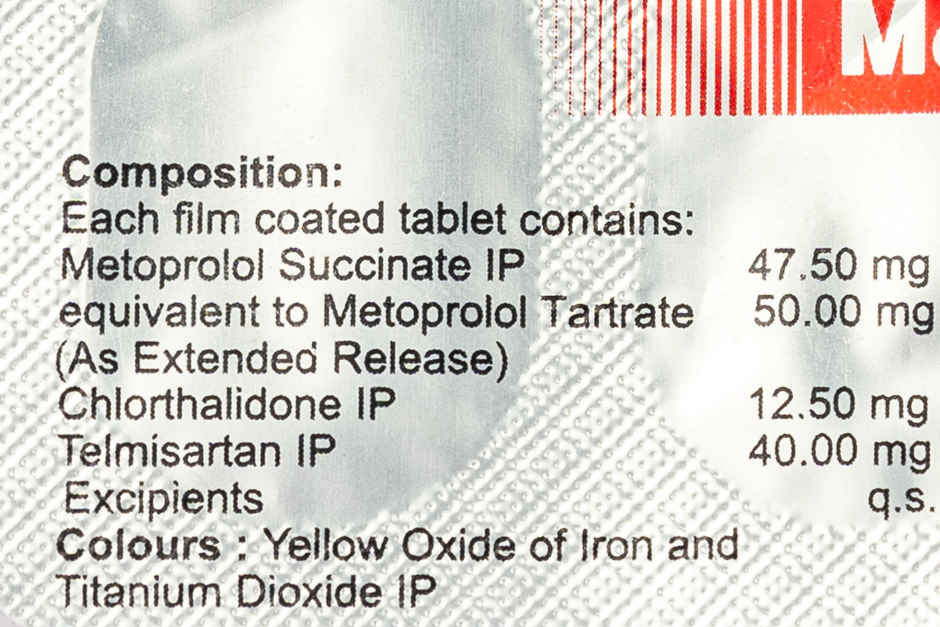 Composition:
Each film coated tablet contains:
Metoprolol Succinate IP 47.50 mg
equivalent to Metoprolol Tartrate 50.00 mg
(As Extended Release)
Chlorthalidone IP 12.50 mg
Telmisartan IP 40.00 mg
Excipients q.s.
Colours : Yellow Oxide of Iron and
Titanium Dioxide IP